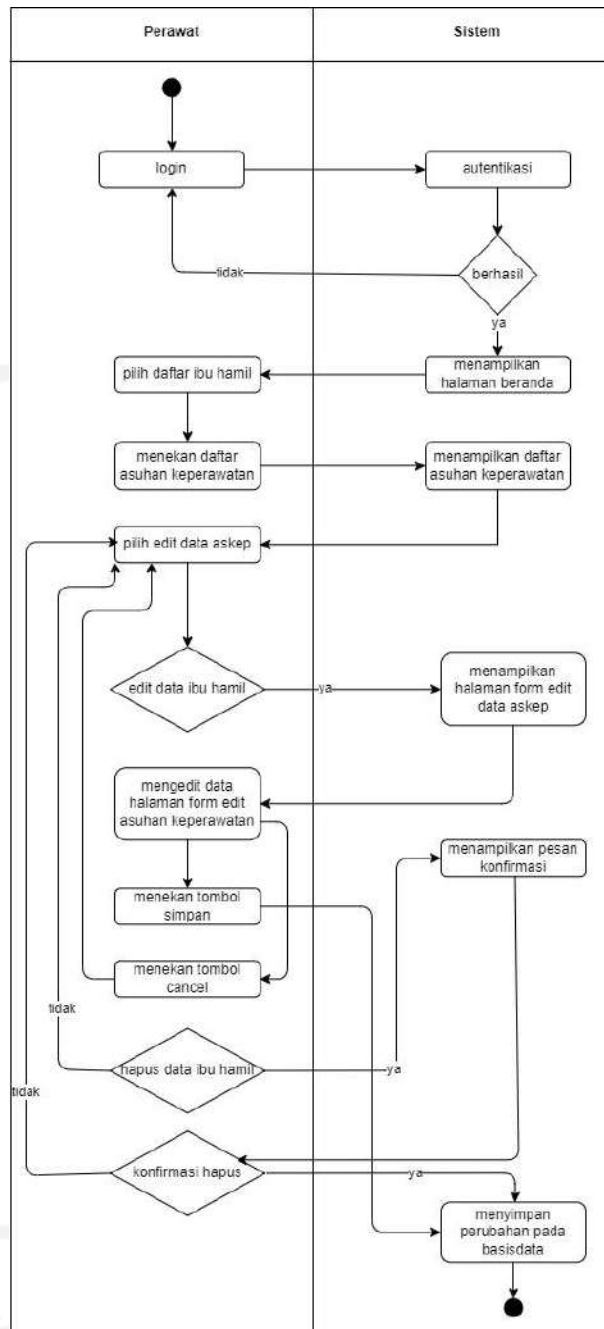 Perawat
Sistem
login
autentikasi
tidak
berhasil
ya
pilih daftar ibu hamil
menampilkan
halaman beranda
menekan daftar
asuhan keperawatan
menampilkan daftar
asuhan keperawatan
pilih edit data askep
edit data ibu hamil
ya
menampilkan
halaman form edit
data askep
mengedit data
halaman form edit
asuhan keperawatan
menampilkan pesan
konfirmasi
menekan tombol
simpan
menekan tombol
cancel
tidak
hapus data ibu hamil
ya
tidak
konfirmasi hapus
ya
menyimpan
perubahan pada
basisdata